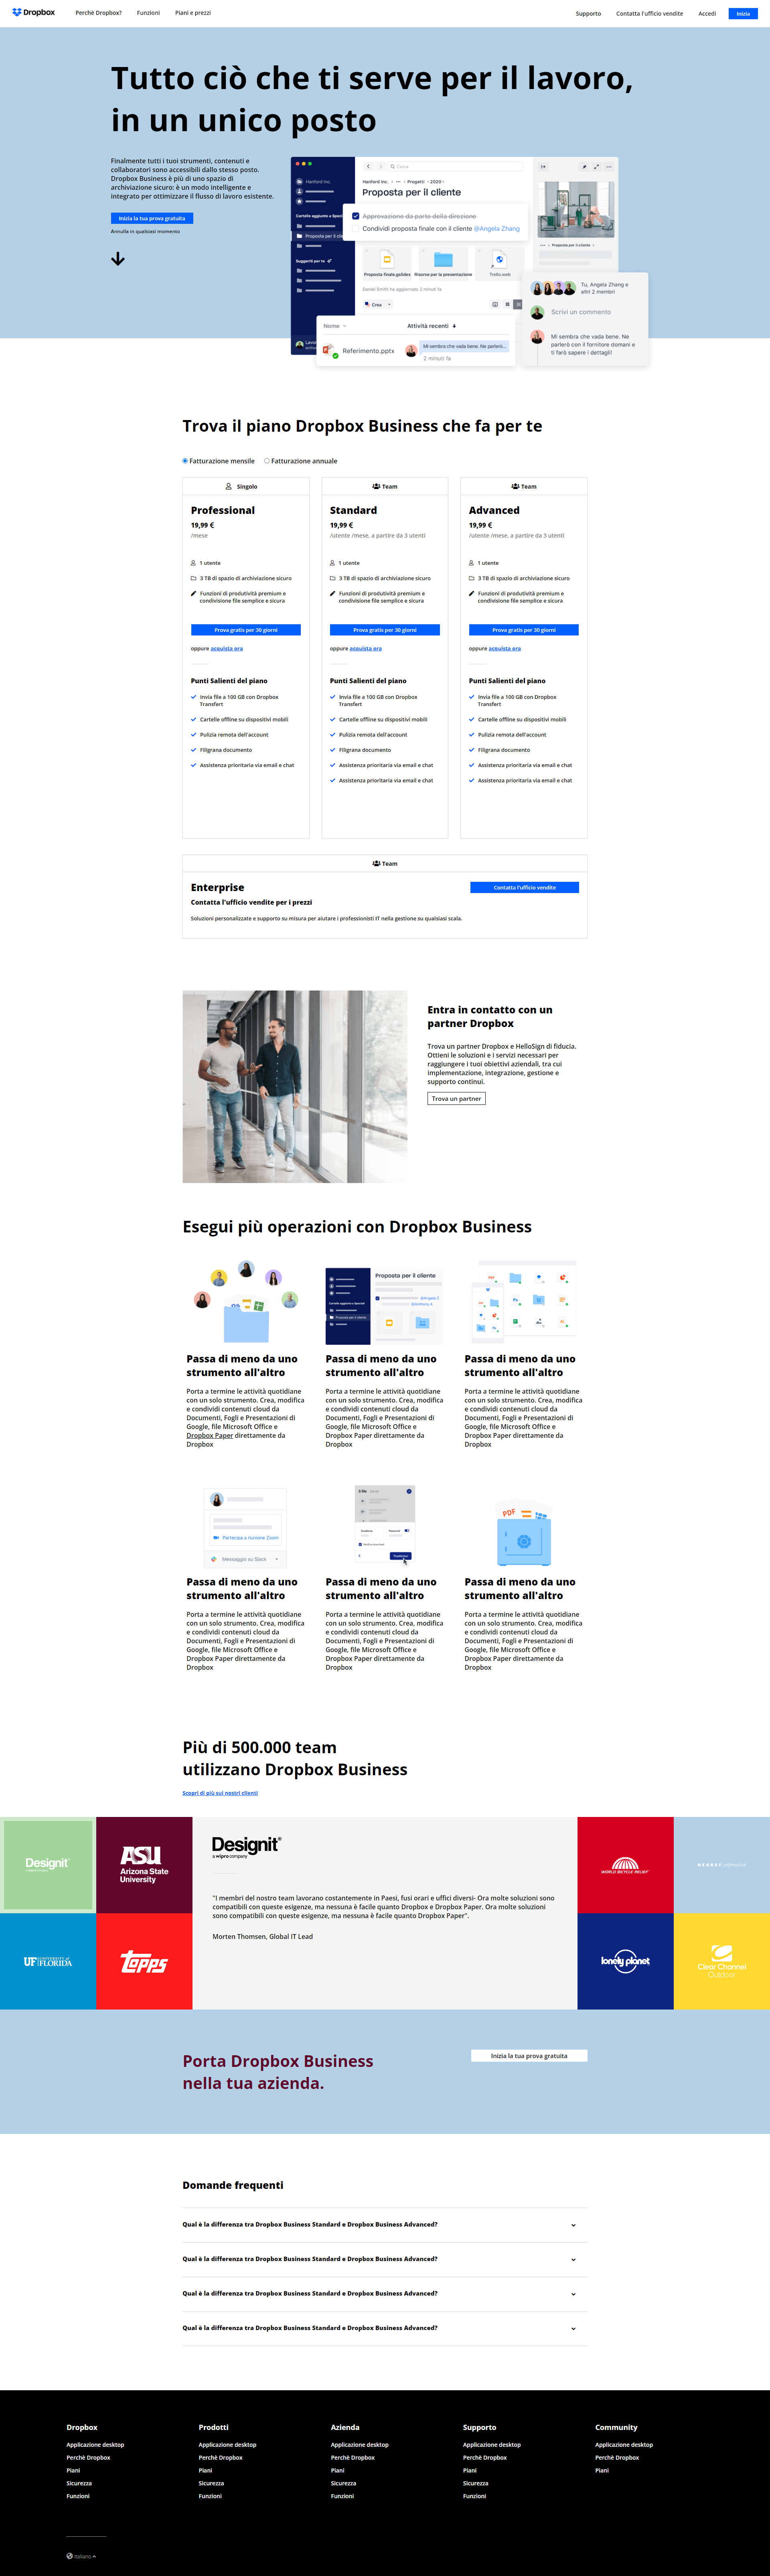 Dropbox
Perchè Dropbox?
Funzioni
Piani e prezzi
Supporto
Contatta l'ufficio vendite
Accedi
Inizia
Tutto ciò che ti serve per il lavoro,
in un unico posto
Finalmente tutti i tuoi strumenti, contenuti e
collaboratori sono accessibili dallo stesso posto.
Dropbox Business è più di uno spazio di
archiviazione sicuro: è un modo intelligente e
integrato per ottimizzare il flusso di lavoro esistente.
Inizia la tua prova gratuita
Annulla in qualsiasi momento
Cerca
Hanford Inc.
Hanford Inc. › ··· › Progetti › 2020 ›
Proposta per il cliente
Approvazione da parte della direzione
Condividi proposta finale con il cliente @Angela Zhang
Cartelle aggiunte a Special
Proposta per il clie
Suggeriti per te
Proposta finale.gslides
Risorse per la presentazione
Trello.web
Daniel Smith ha aggiornato 2 minuti fa
Crea
··· › Proposta per il cliente ›
Tu, Angela Zhang e
altri 2 membri
Scrivi un commento
Mi sembra che vada bene. Ne
parlerò con il fornitore domani e
ti farò sapere i dettagli!
Nome
Attività recenti
Referimento.pptx
Mi sembra che vada bene. Ne parlerò...
2 minuti fa
Trova il piano Dropbox Business che fa per te
Fatturazione mensile
Fatturazione annuale
Singolo
Professional
19,99 €
/mese
1 utente
3 TB di spazio di archiviazione sicuro
Funzioni di produtività premium e
condivisione file semplice e sicura
Prova gratis per 30 giorni
oppure acquista ora
Punti Salienti del piano
Invia file a 100 GB con Dropbox
Transfert
Cartelle offline su dispositivi mobili
Pulizia remota dell'account
Filigrana documento
Assistenza prioritaria via email e chat
Team
Standard
19,99 €
/utente /mese, a partire da 3 utenti
1 utente
3 TB di spazio di archiviazione sicuro
Funzioni di produtività premium e
condivisione file semplice e sicura
Prova gratis per 30 giorni
oppure acquista ora
Punti Salienti del piano
Invia file a 100 GB con Dropbox
Transfert
Cartelle offline su dispositivi mobili
Pulizia remota dell'account
Filigrana documento
Assistenza prioritaria via email e chat
Assistenza prioritaria via email e chat
Team
Advanced
19,99 €
/utente /mese, a partire da 3 utenti
1 utente
3 TB di spazio di archiviazione sicuro
Funzioni di produtività premium e
condivisione file semplice e sicura
Prova gratis per 30 giorni
oppure acquista ora
Punti Salienti del piano
Invia file a 100 GB con Dropbox
Transfert
Cartelle offline su dispositivi mobili
Pulizia remota dell'account
Filigrana documento
Assistenza prioritaria via email e chat
Assistenza prioritaria via email e chat
Team
Enterprise
Contatta l'ufficio vendite
Contatta l'ufficio vendite per i prezzi
Soluzioni personalizzate e supporto su misura per aiutare i professionisti IT nella gestione su qualsiasi scala.
Entra in contatto con un
partner Dropbox
Trova un partner Dropbox e HelloSign di fiducia.
Ottieni le soluzioni e i servizi necessari per
raggiungere i tuoi obiettivi aziendali, tra cui
implementazione, integrazione, gestione e
supporto continui.
Trova un partner
Esegui più operazioni con Dropbox Business
Passa di meno da uno
strumento all'altro
Porta a termine le attività quotidiane
con un solo strumento. Crea, modifica
e condividi contenuti cloud da
Documenti, Fogli e Presentazioni di
Google, file Microsoft Office e
Dropbox Paper direttamente da
Dropbox
Proposta per il cliente
Cartelle aggiunte a Speciali
Proposta per il cliente
Passa di meno da uno
strumento all'altro
Porta a termine le attività quotidiane
con un solo strumento. Crea, modifica
e condividi contenuti cloud da
Documenti, Fogli e Presentazioni di
Google, file Microsoft Office e
Dropbox Paper direttamente da
Dropbox
Passa di meno da uno
strumento all'altro
Porta a termine le attività quotidiane
con un solo strumento. Crea, modifica
e condividi contenuti cloud da
Documenti, Fogli e Presentazioni di
Google, file Microsoft Office e
Dropbox Paper direttamente da
Dropbox
Partecipa a riunione Zoom
Messaggio su Slack
Passa di meno da uno
strumento all'altro
Porta a termine le attività quotidiane
con un solo strumento. Crea, modifica
e condividi contenuti cloud da
Documenti, Fogli e Presentazioni di
Google, file Microsoft Office e
Dropbox Paper direttamente da
Dropbox
Passa di meno da uno
strumento all'altro
Porta a termine le attività quotidiane
con un solo strumento. Crea, modifica
e condividi contenuti cloud da
Documenti, Fogli e Presentazioni di
Google, file Microsoft Office e
Dropbox Paper direttamente da
Dropbox
PDF
Passa di meno da uno
strumento all'altro
Porta a termine le attività quotidiane
con un solo strumento. Crea, modifica
e condividi contenuti cloud da
Documenti, Fogli e Presentazioni di
Google, file Microsoft Office e
Dropbox Paper direttamente da
Dropbox
Più di 500.000 team
utilizzano Dropbox Business
Scopri di più sui nostri clienti
Designit
ASU
Arizona State
University
UF UNIVERSITY of
FLORIDA
Topps
Designit
a wipro company
"I membri del nostro team lavorano costantemente in Paesi, fusi orari e uffici diversi- Ora molte soluzioni sono
compatibili con queste esigenze, ma nessuna è facile quanto Dropbox e Dropbox Paper. Ora molte soluzioni
sono compatibili con queste esigenze, ma nessuna è facile quanto Dropbox Paper".
Morten Thomsen, Global IT Lead
WORLD BICYCLE RELIEF
lonely planet
Clear Channel
Outdoor
Porta Dropbox Business
nella tua azienda.
Inizia la tua prova gratuita
Domande frequenti
Qual è la differenza tra Dropbox Business Standard e Dropbox Business Advanced?
Qual è la differenza tra Dropbox Business Standard e Dropbox Business Advanced?
Qual è la differenza tra Dropbox Business Standard e Dropbox Business Advanced?
Qual è la differenza tra Dropbox Business Standard e Dropbox Business Advanced?
Dropbox
Applicazione desktop
Perchè Dropbox
Piani
Sicurezza
Funzioni
Prodotti
Applicazione desktop
Perchè Dropbox
Piani
Sicurezza
Funzioni
Azienda
Applicazione desktop
Perchè Dropbox
Piani
Sicurezza
Funzioni
Supporto
Applicazione desktop
Perchè Dropbox
Piani
Sicurezza
Funzioni
Community
Applicazione desktop
Perchè Dropbox
Piani
Italiano